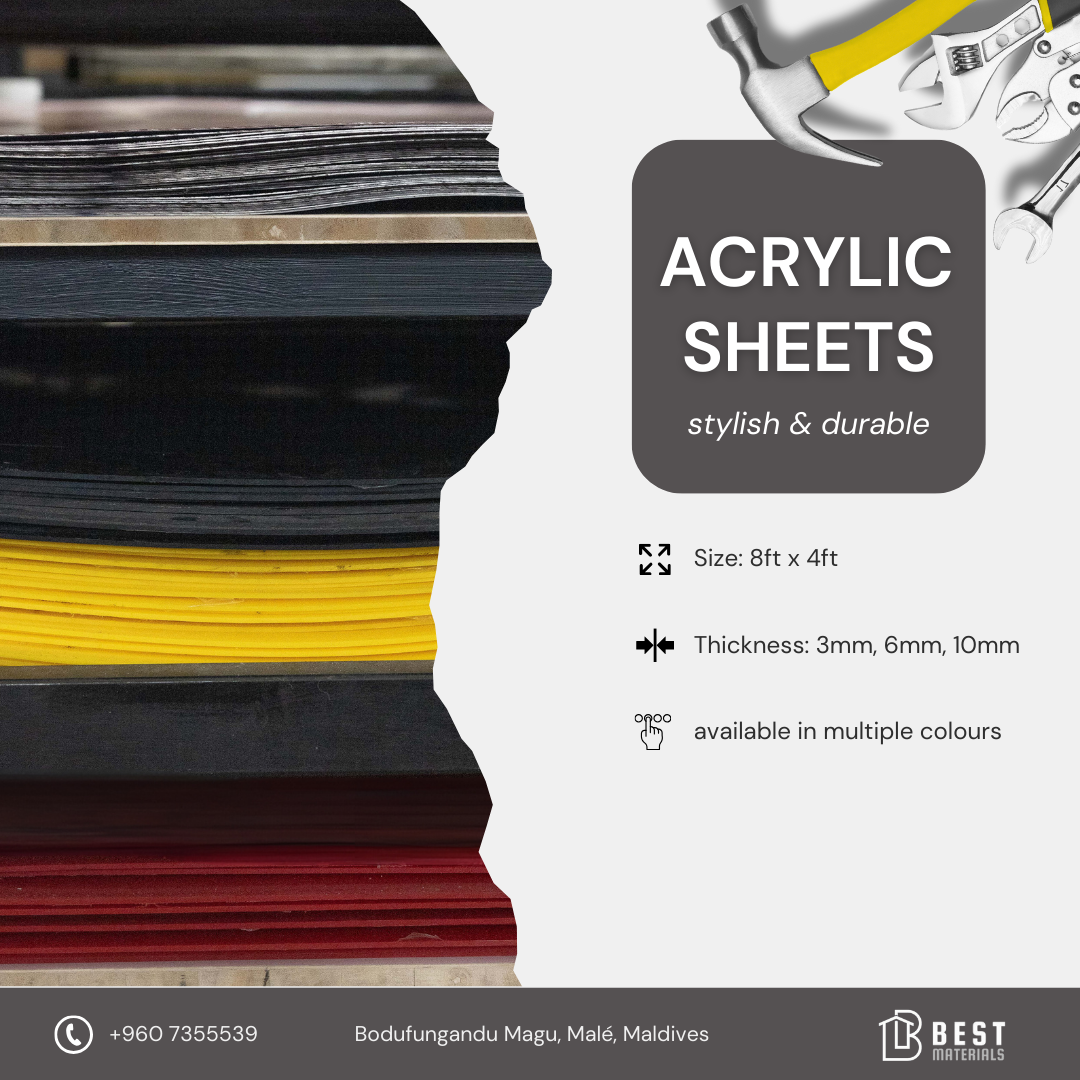 ACRYLIC
SHEETS
stylish & durable
Size: 8ft x 4ft
Thickness: 3mm, 6mm, 10mm
available in multiple colours
+960 7355539
Bodufungandu Magu, Malé, Maldives
BEST
MATERIALS